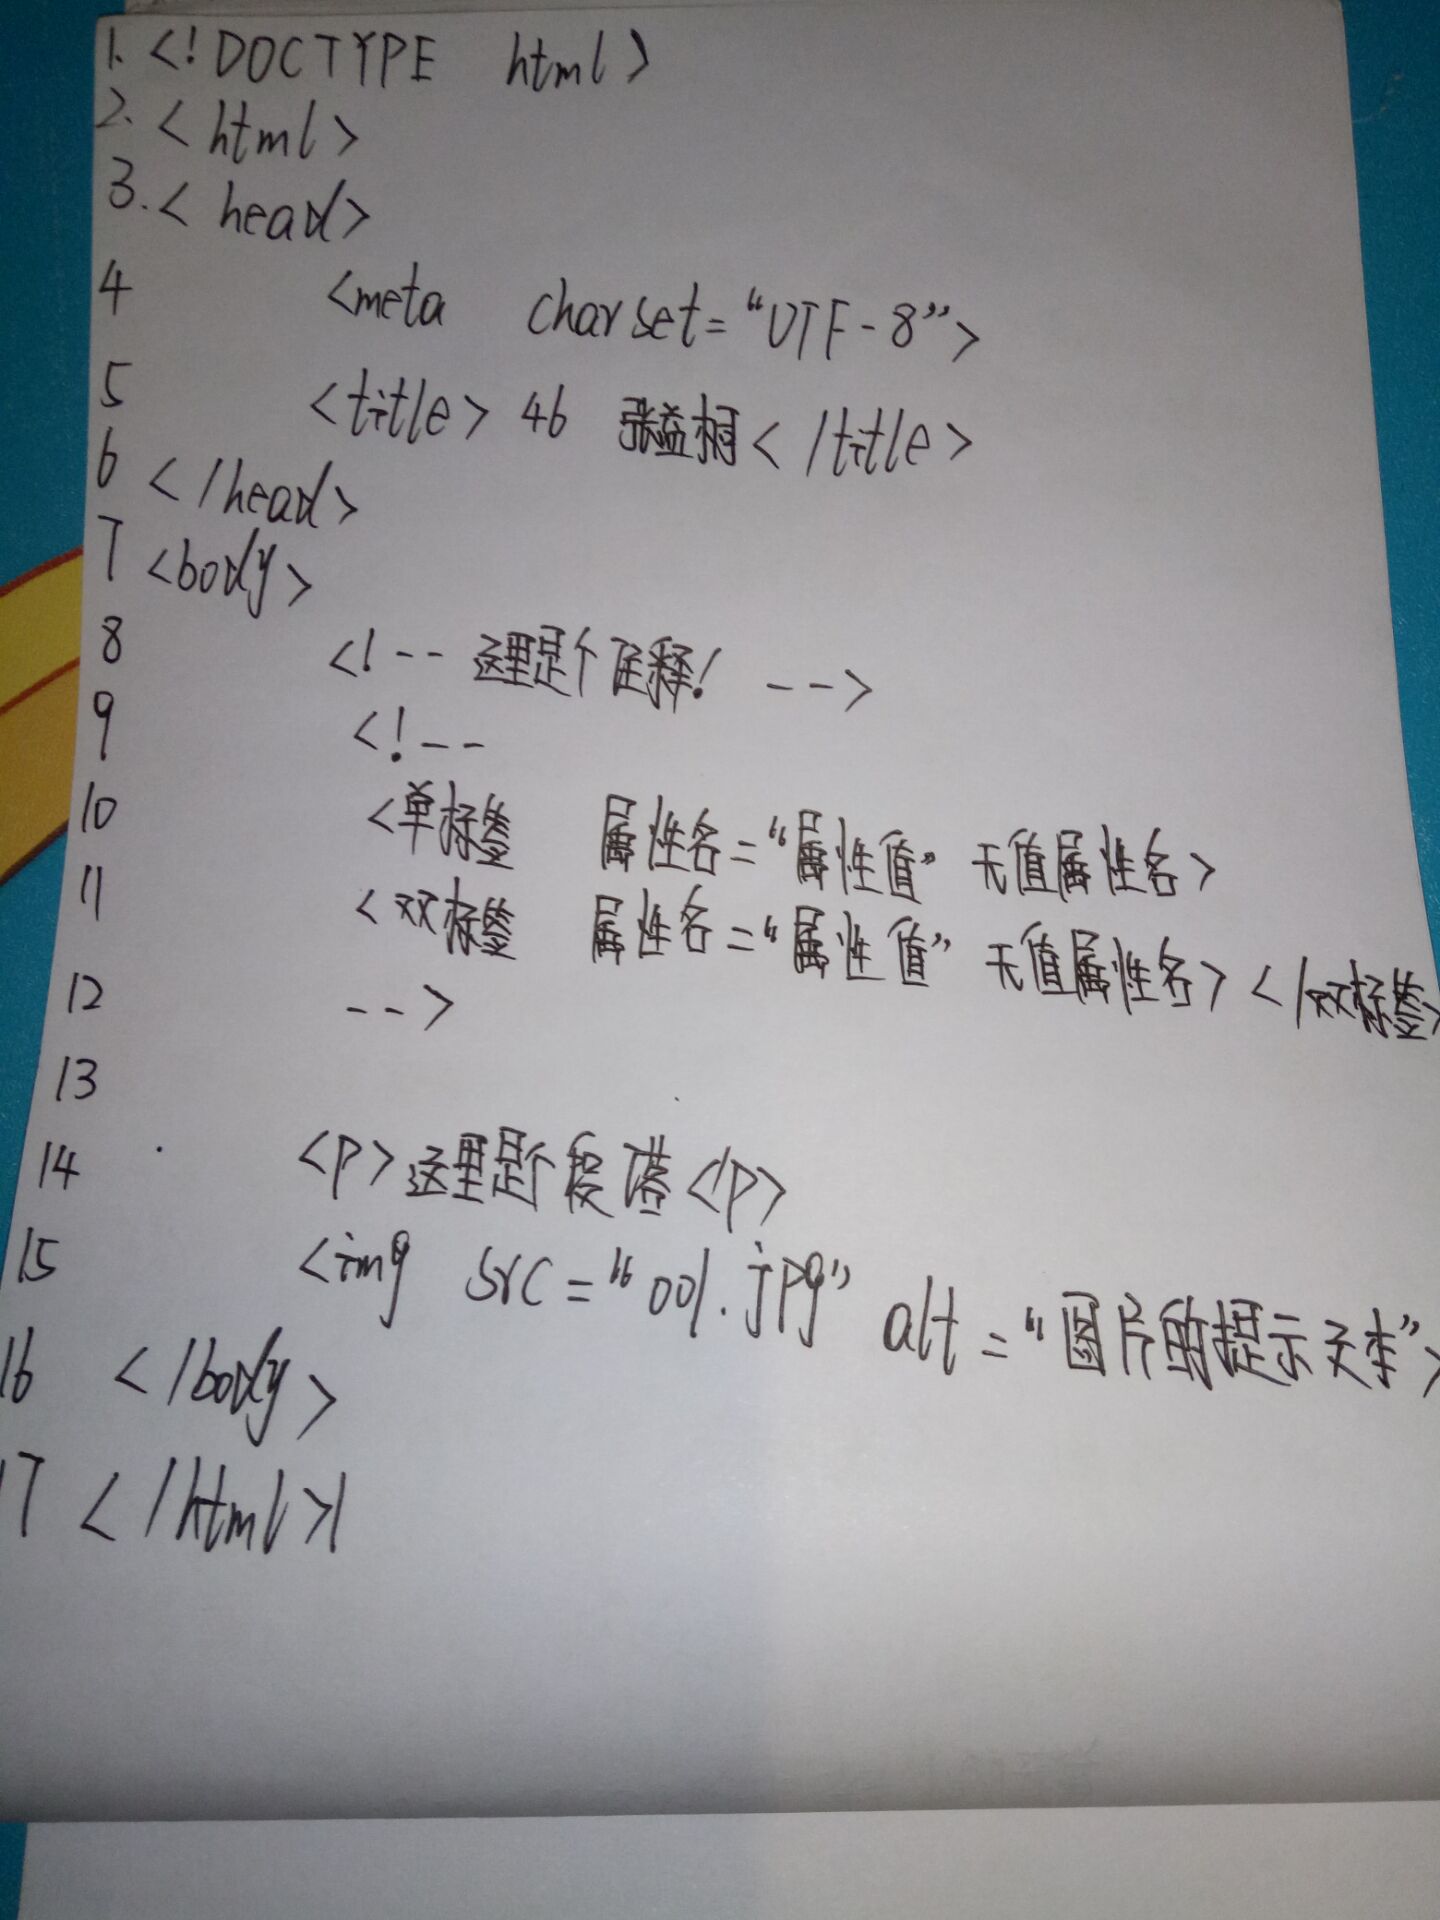 1. <!DOCTYPE html>
2. <html>
3. <head>
4 <meta charset="UTF-8">
5 <title> 46 张益桐</title>
6 </head>
7 <body>
8 <!-- 这里是个注释! -->
9 <!--
10 <单标签 属性名="属性值" 无值属性名>
11 <双标签 属性名="属性值" 无值属性名></双标签>
12 -->
13
14 <p>这里是个段落</p>
15 <img src="001.jpg" alt="图片的提示文本">
16 </body>
17 </html>